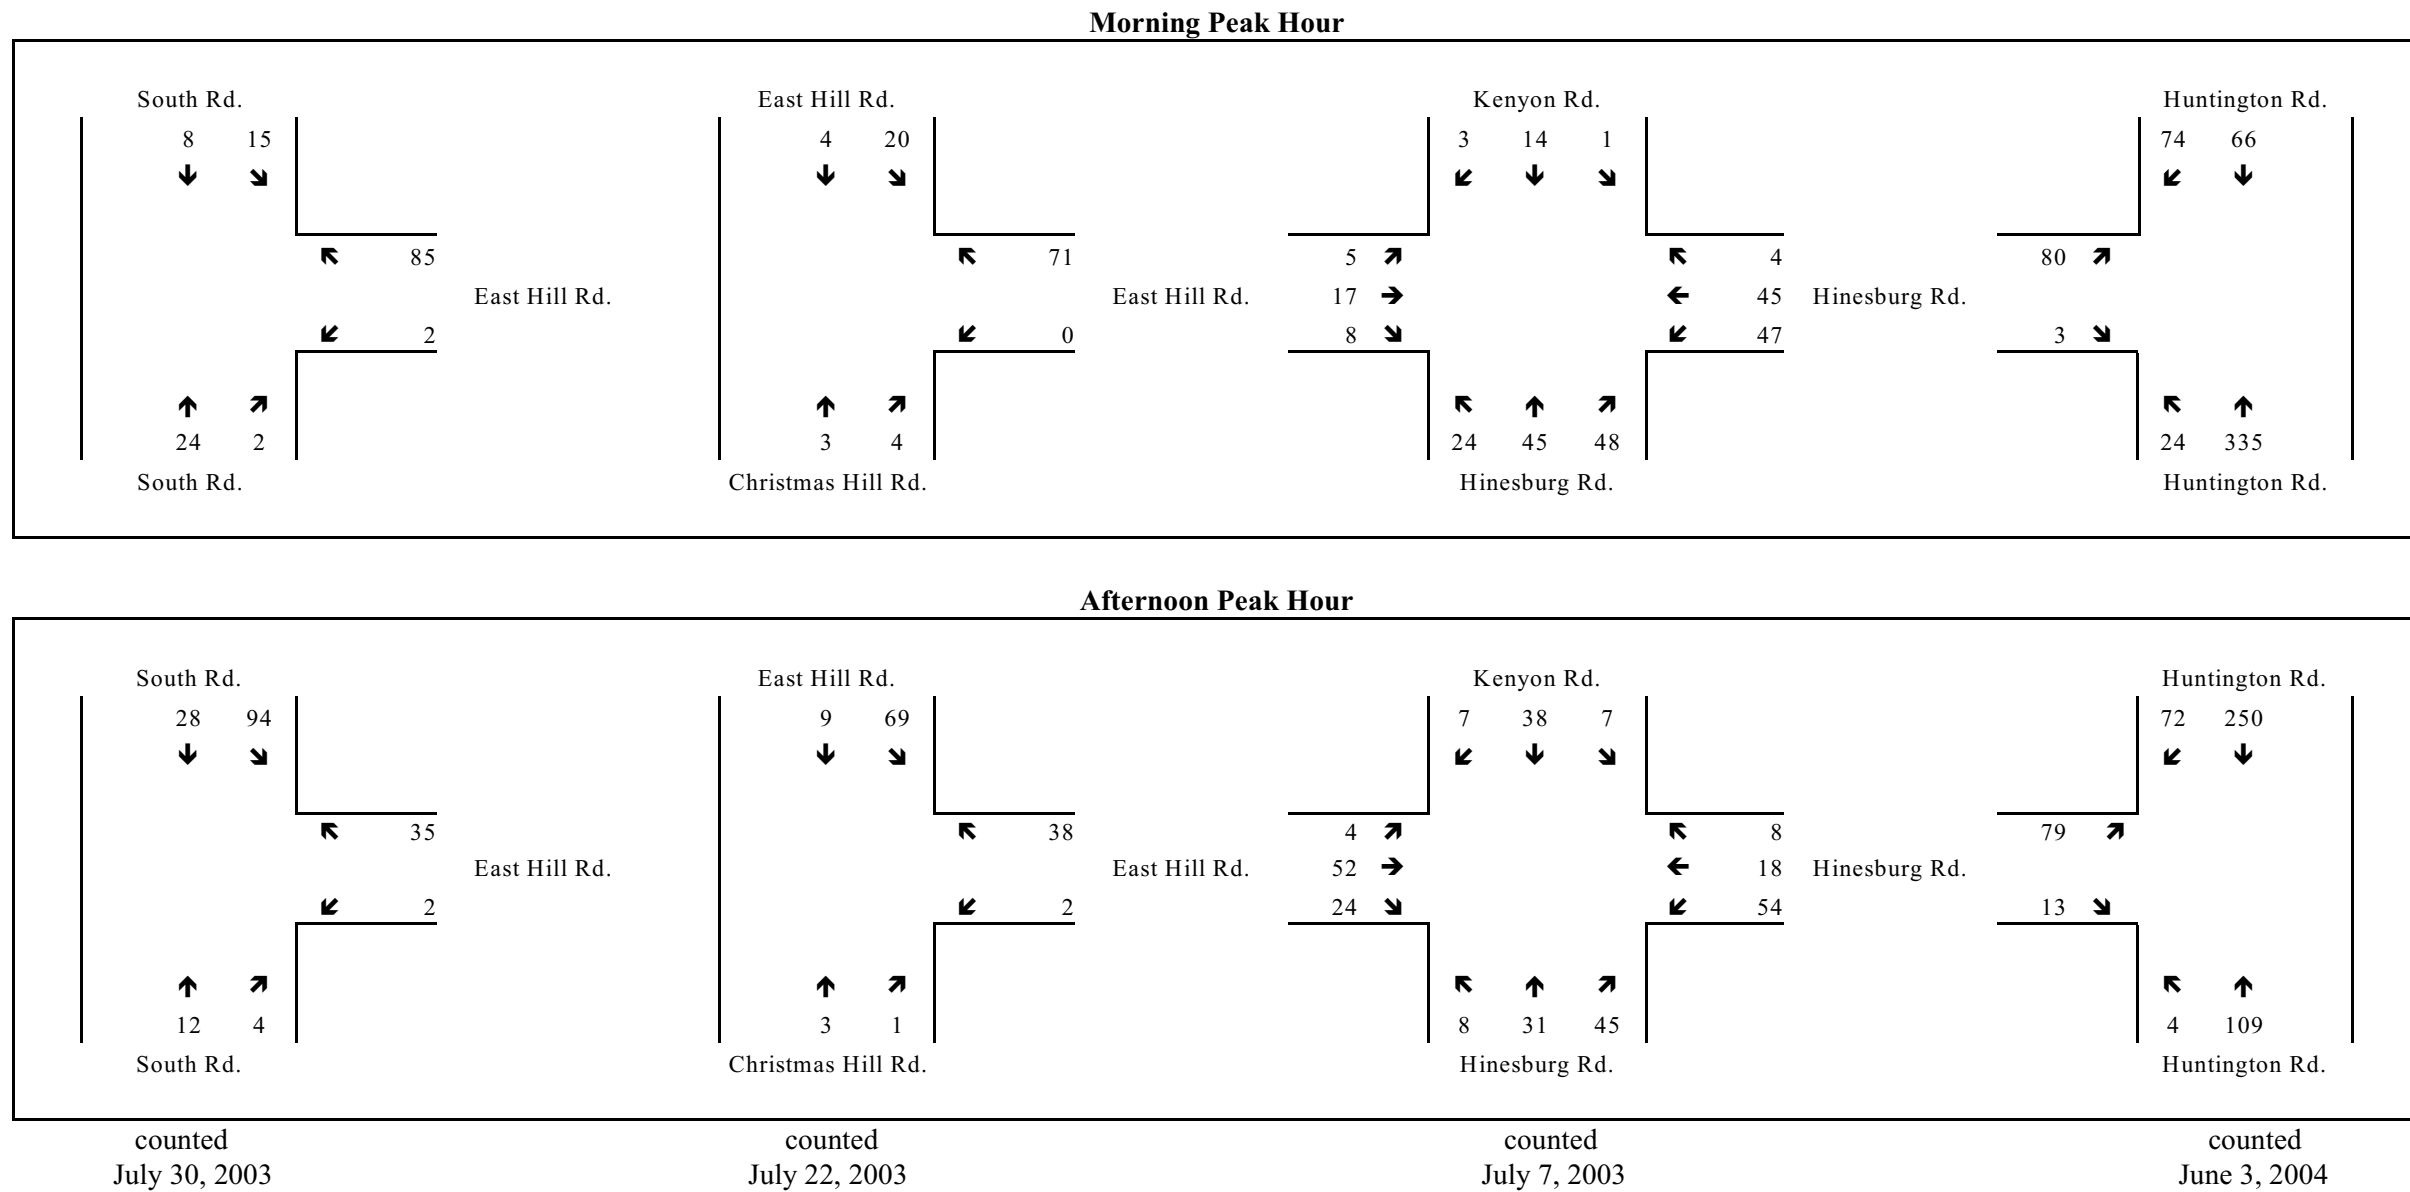 Morning Peak Hour
South Rd. East Hill Rd. Kenyon Rd. Huntington Rd.
8 15 4 20 3 14 1 74 66
🡇 🡎 🡇 🡎 🡏 🡇 🡎 🡏 🡇
🡌 85 🡌 71 5 🡍 🡌 4 80 🡍
East Hill Rd. East Hill Rd. 17 🡆 🡄 45 Hinesburg Rd.
🡏 2 🡏 0 8 🡎 🡏 47 3 🡎
🡅 🡍 🡅 🡍 🡌 🡅 🡍 🡌 🡅
24 2 3 4 24 45 48 24 335
South Rd. Christmas Hill Rd. Hinesburg Rd. Huntington Rd.
Afternoon Peak Hour
South Rd. East Hill Rd. Kenyon Rd. Huntington Rd.
28 94 9 69 7 38 7 72 250
🡇 🡎 🡇 🡎 🡏 🡇 🡎 🡏 🡇
🡌 35 🡌 38 4 🡍 🡌 8 79 🡍
East Hill Rd. East Hill Rd. 52 🡆 🡄 18 Hinesburg Rd.
🡏 2 🡏 2 24 🡎 🡏 54 13 🡎
🡅 🡍 🡅 🡍 🡌 🡅 🡍 🡌 🡅
12 4 3 1 8 31 45 4 109
South Rd. Christmas Hill Rd. Hinesburg Rd. Huntington Rd.
counted counted counted counted
July 30, 2003 July 22, 2003 July 7, 2003 June 3, 2004